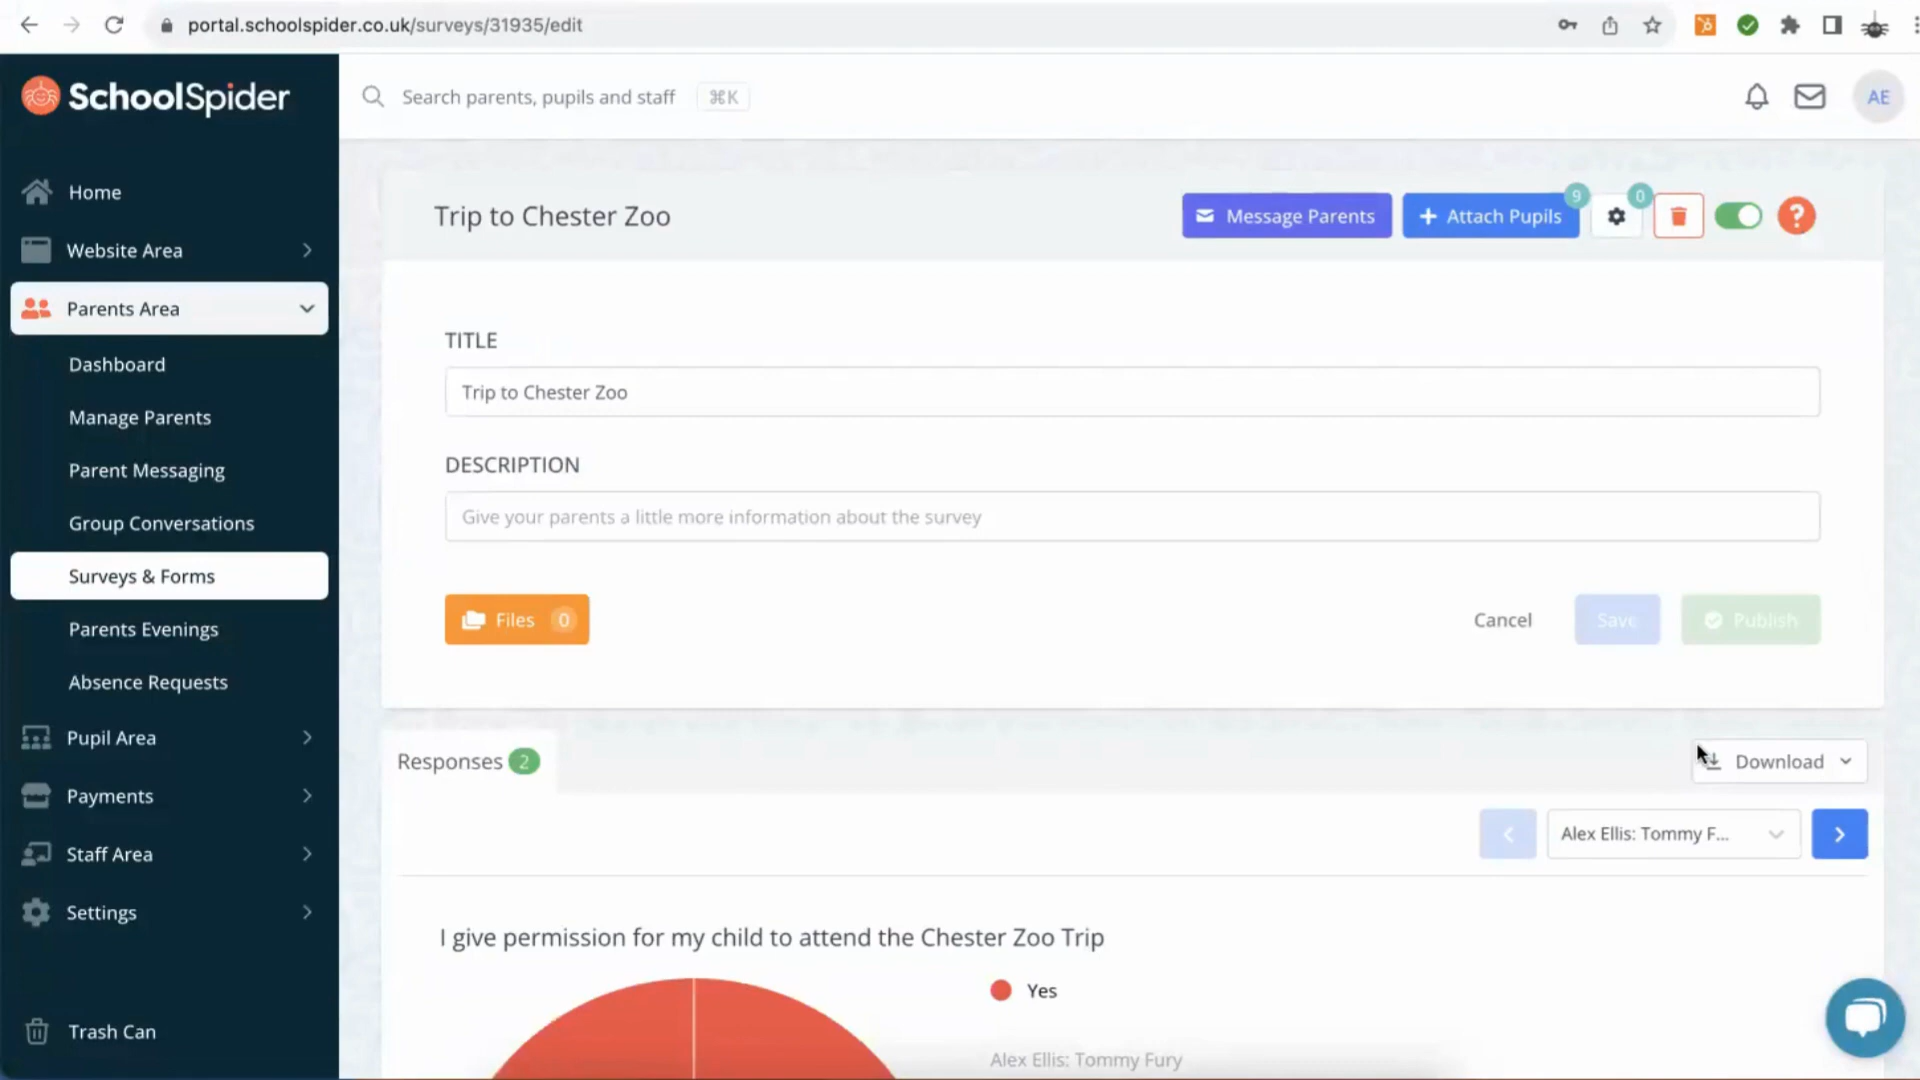 portal.schoolspider.co.uk/surveys/31935/edit
SchoolSpider
Search parents, pupils and staff
⌘K
AE
Home
Website Area
Parents Area
Dashboard
Manage Parents
Parent Messaging
Group Conversations
Surveys & Forms
Parents Evenings
Absence Requests
Pupil Area
Payments
Staff Area
Settings
Trash Can
Trip to Chester Zoo
Message Parents
+ Attach Pupils
9
0
?
TITLE
Trip to Chester Zoo
DESCRIPTION
Give your parents a little more information about the survey
Files 0
Cancel
Save
Publish
Responses 2
Download
Alex Ellis: Tommy F...
I give permission for my child to attend the Chester Zoo Trip
Yes
Alex Ellis: Tommy Fury